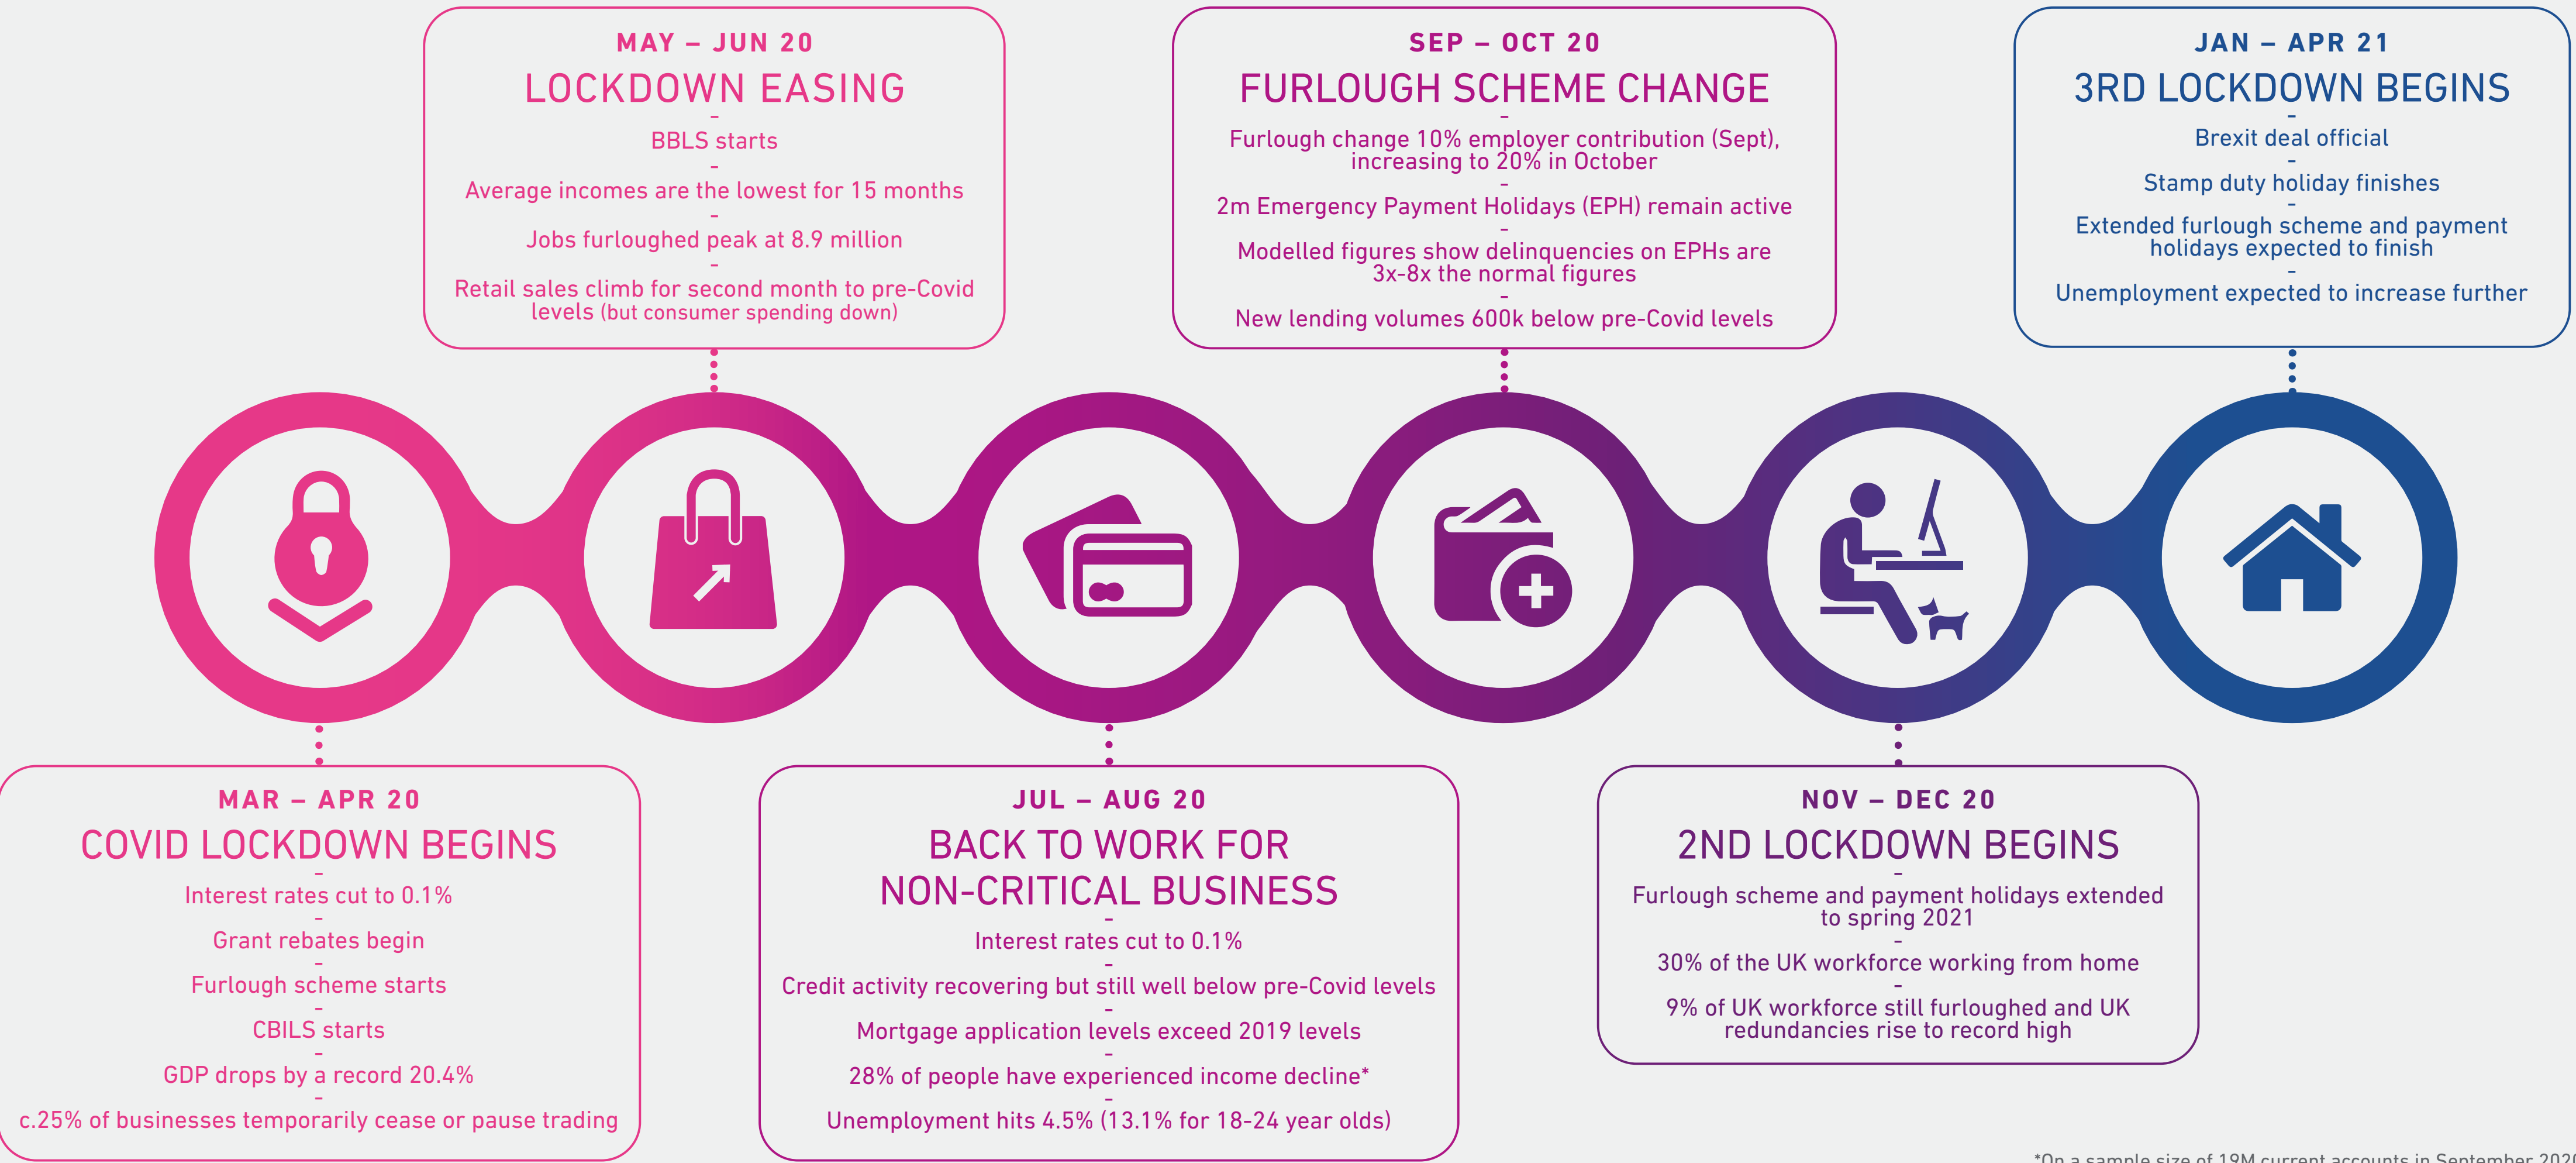 MAR – APR 20
COVID LOCKDOWN BEGINS
-
Interest rates cut to 0.1%
-
Grant rebates begin
-
Furlough scheme starts
-
CBILS starts
-
GDP drops by a record 20.4%
-
c.25% of businesses temporarily cease or pause trading
MAY – JUN 20
LOCKDOWN EASING
-
BBLS starts
-
Average incomes are the lowest for 15 months
-
Jobs furloughed peak at 8.9 million
-
Retail sales climb for second month to pre-Covid
levels (but consumer spending down)
JUL – AUG 20
BACK TO WORK FOR
NON-CRITICAL BUSINESS
-
Interest rates cut to 0.1%
-
Credit activity recovering but still well below pre-Covid levels
-
Mortgage application levels exceed 2019 levels
-
28% of people have experienced income decline*
-
Unemployment hits 4.5% (13.1% for 18-24 year olds)
SEP – OCT 20
FURLOUGH SCHEME CHANGE
-
Furlough change 10% employer contribution (Sept),
increasing to 20% in October
-
2m Emergency Payment Holidays (EPH) remain active
-
Modelled figures show delinquencies on EPHs are
3x-8x the normal figures
-
New lending volumes 600k below pre-Covid levels
NOV – DEC 20
2ND LOCKDOWN BEGINS
-
Furlough scheme and payment holidays extended
to spring 2021
-
30% of the UK workforce working from home
-
9% of UK workforce still furloughed and UK
redundancies rise to record high
JAN – APR 21
3RD LOCKDOWN BEGINS
-
Brexit deal official
-
Stamp duty holiday finishes
-
Extended furlough scheme and payment
holidays expected to finish
-
Unemployment expected to increase further
*On a sample size of 19M current accounts in September 2020